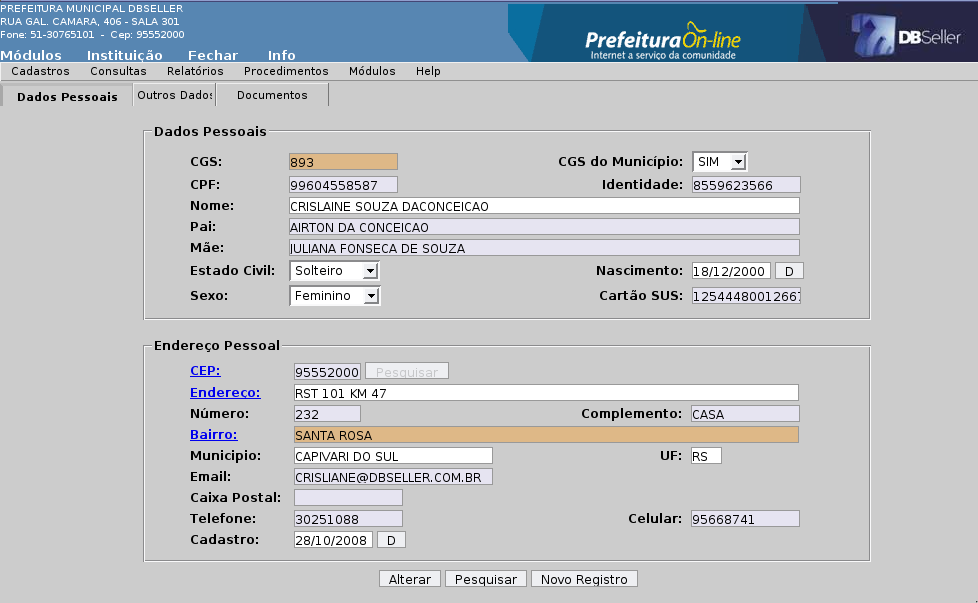 PREFEITURA MUNICIPAL DBSELLER
RUA GAL. CAMARA, 406 - SALA 301
Fone: 51-30765101 - Cep: 95552000
Prefeitura On-line
Internet a serviço da comunidade
DBSeller
Módulos Instituição Fechar Info
Cadastros Consultas Relatórios Procedimentos Módulos Help
Dados Pessoais Outros Dados Documentos
Dados Pessoais
CGS: 893 CGS do Município: SIM
CPF: 99604558587 Identidade: 8559623566
Nome: CRISLAINE SOUZA DACONCEICAO
Pai: AIRTON DA CONCEICAO
Mãe: JULIANA FONSECA DE SOUZA
Estado Civil: Solteiro Nascimento: 18/12/2000 D
Sexo: Feminino Cartão SUS: 12544480012667
Endereço Pessoal
CEP: 95552000 Pesquisar
Endereço: RST 101 KM 47
Número: 232 Complemento: CASA
Bairro: SANTA ROSA
Municipio: CAPIVARI DO SUL UF: RS
Email: CRISLIANE@DBSELLER.COM.BR
Caixa Postal:
Telefone: 30251088 Celular: 95668741
Cadastro: 28/10/2008 D
Alterar Pesquisar Novo Registro